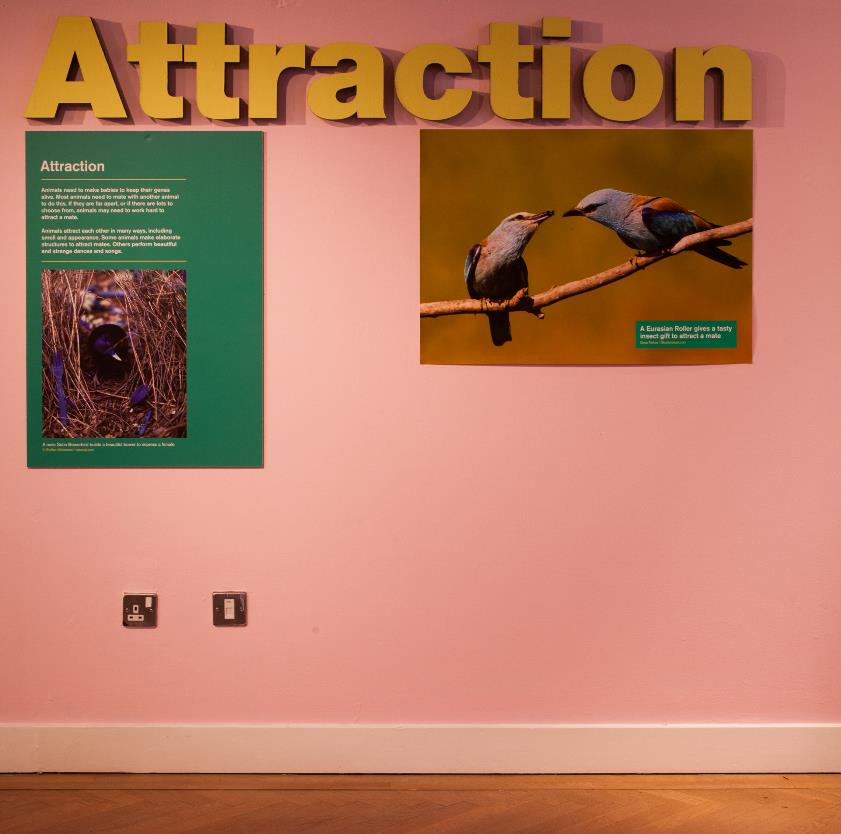 Attraction
Attraction
Animals need to make babies to keep their genes
alive. Most animals need to mate with another animal
to do this. If they are far apart, or if there are lots to
choose from, animals may need to work hard to
attract a mate.
Animals attract each other in many ways, including
smell and appearance. Some animals make elaborate
structures to attract mates. Others perform beautiful
and strange dances and songs.
A male Satin Bowerbird builds a beautiful bower to impress a female
A Eurasian Roller gives a tasty
insect gift to attract a mate